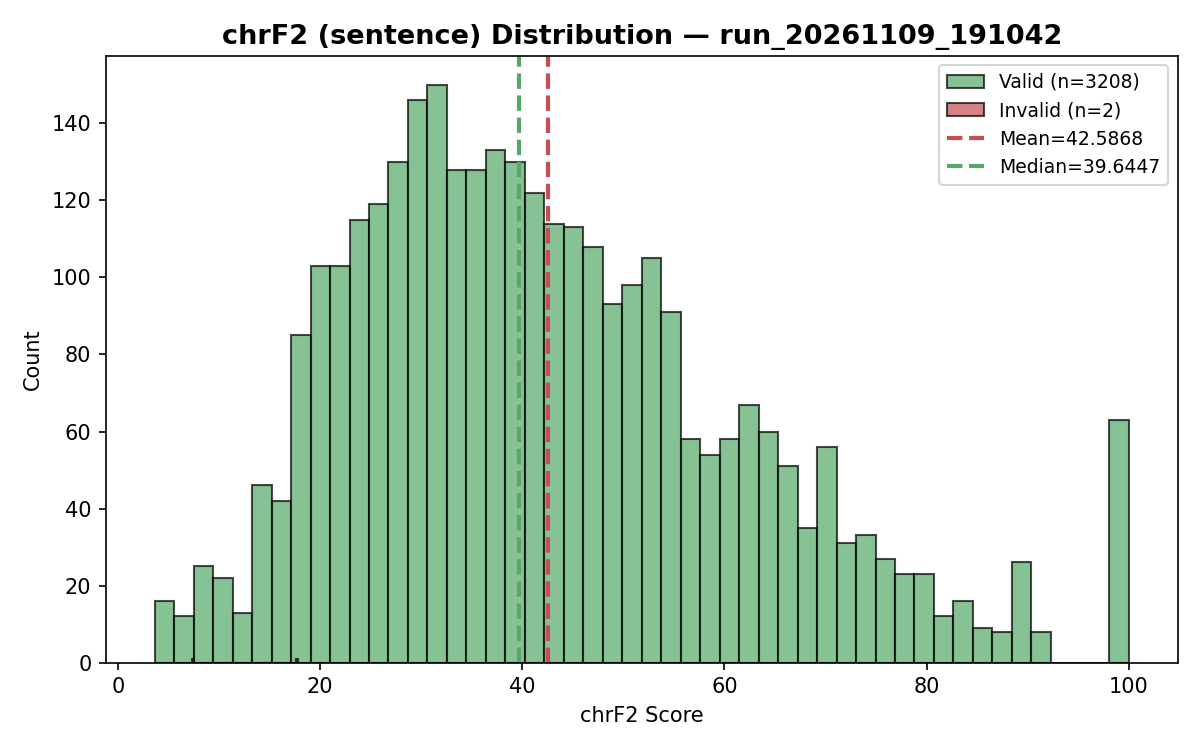 chrF2 (sentence) Distribution — run_20261109_191042
Valid (n=3208)
Invalid (n=2)
Mean=42.5868
Median=39.6447
Count
140
120
100
80
60
40
20
0
0 20 40 60 80 100
chrF2 Score